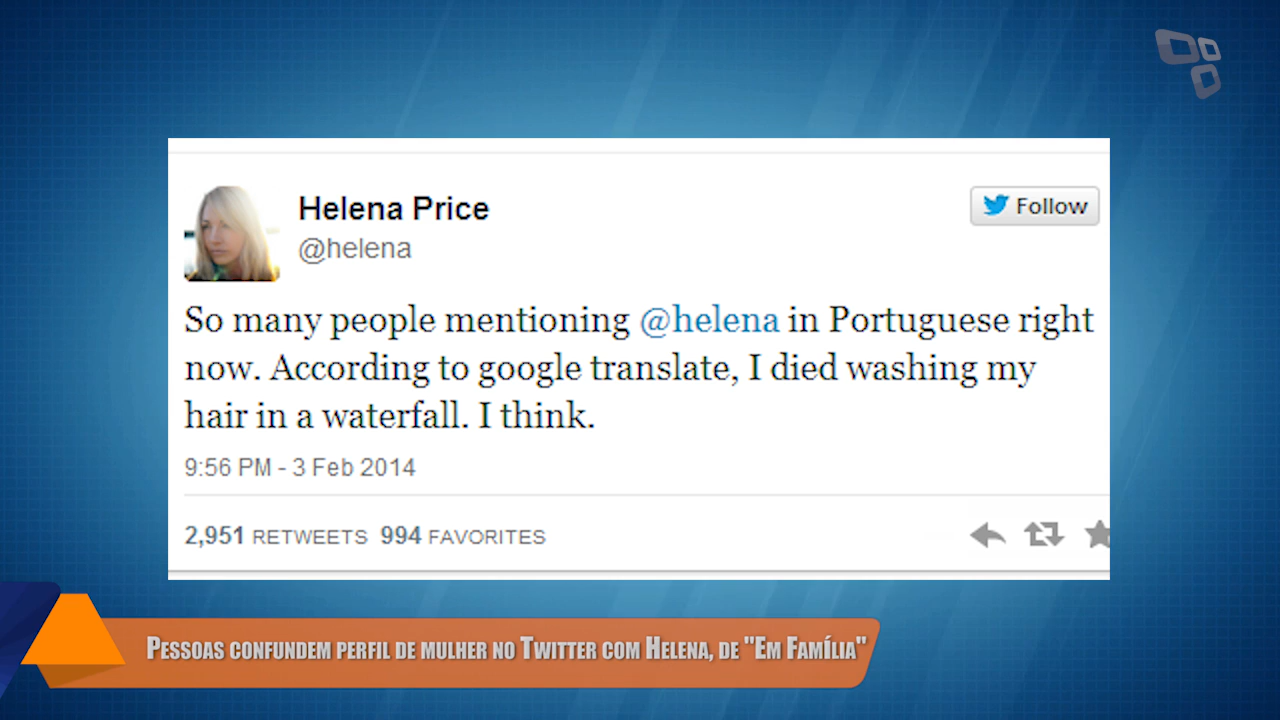 Helena Price
@helena
Follow
So many people mentioning @helena in Portuguese right
now. According to google translate, I died washing my
hair in a waterfall. I think.
9:56 PM - 3 Feb 2014
2,951 RETWEETS 994 FAVORITES
PESSOAS CONFUNDEM PERFIL DE MULHER NO TWITTER COM HELENA, DE "EM FAMÍLIA"